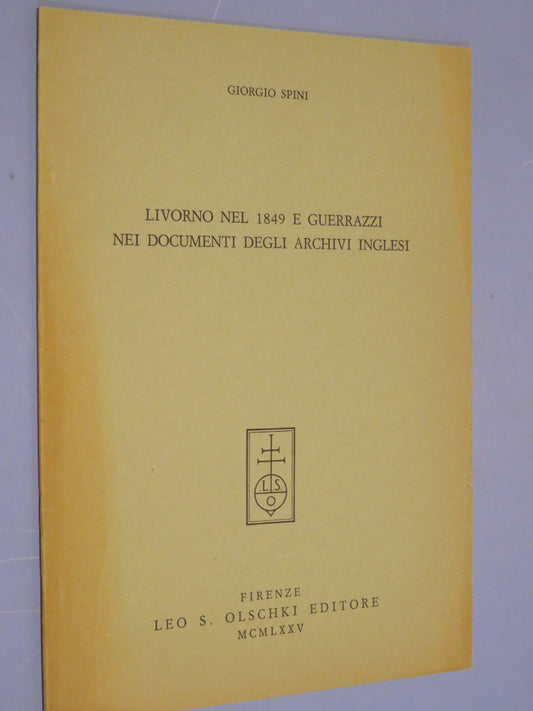 GIORGIO SPINI
LIVORNO NEL 1849 E GUERRAZZI
NEI DOCUMENTI DEGLI ARCHIVI INGLESI
L S.
O
FIRENZE
LEO S. OLSCHKI EDITORE
MCMLXXV